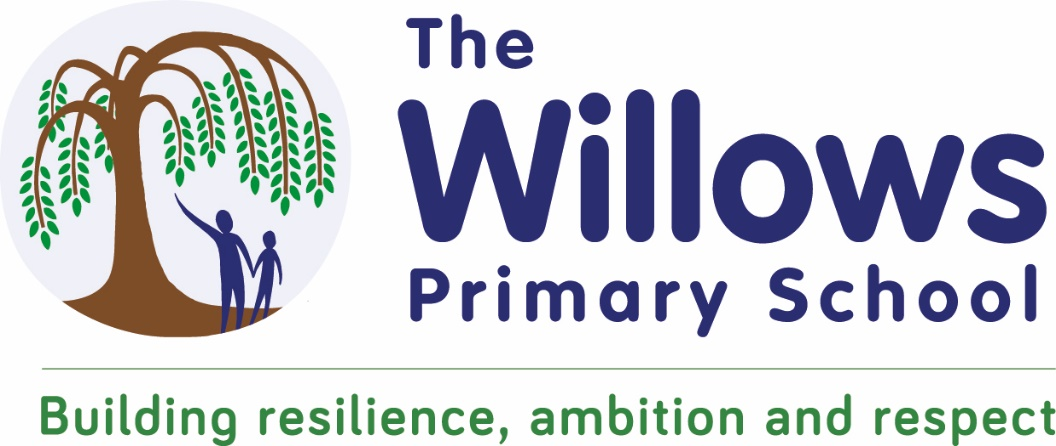 The
Willows
Primary School
Building resilience, ambition and respect